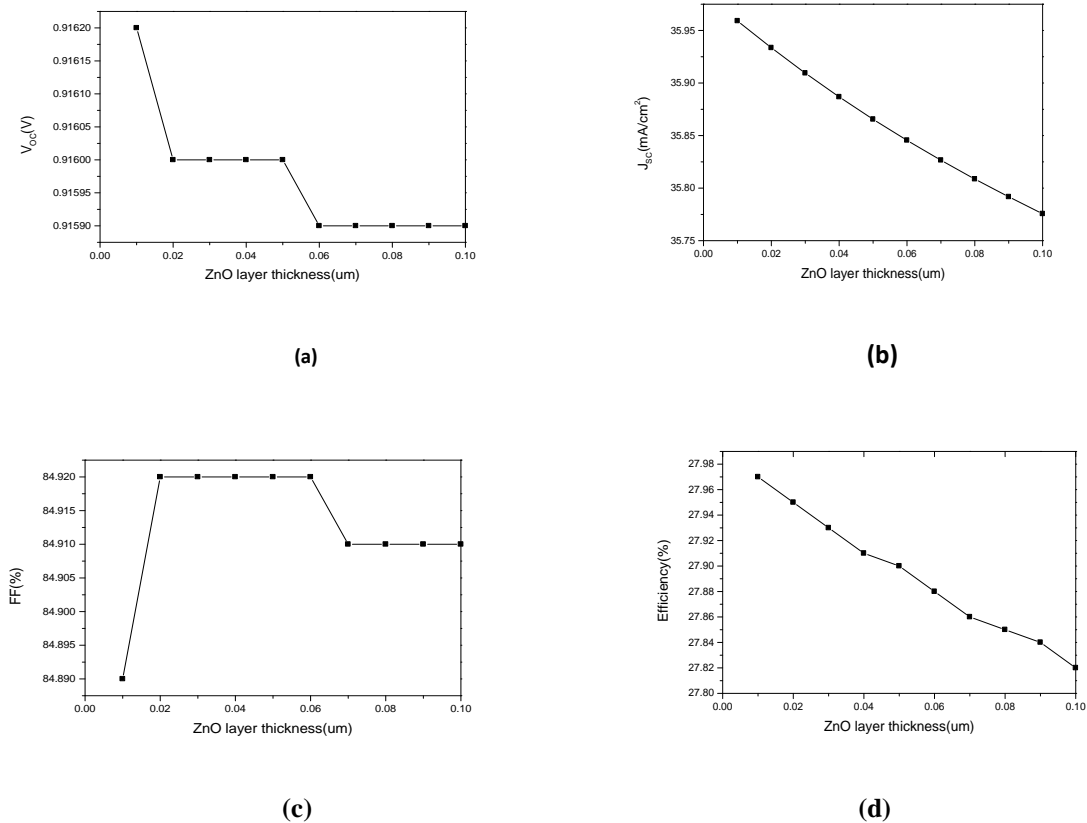 0.91620
0.91615
0.91610
0.91605
0.91600
0.91595
0.91590
V_OC(V)
0.00 0.02 0.04 0.06 0.08 0.10
ZnO layer thickness(um)
(a)
35.95
35.90
35.85
35.80
35.75
J_SC(mA/cm²)
0.00 0.02 0.04 0.06 0.08 0.10
ZnO layer thickness(um)
(b)
84.920
84.915
84.910
84.905
84.900
84.895
84.890
FF(%)
0.00 0.02 0.04 0.06 0.08 0.10
ZnO layer thickness(um)
(c)
27.98
27.96
27.94
27.92
27.90
27.88
27.86
27.84
27.82
27.80
Efficiency(%)
0.00 0.02 0.04 0.06 0.08 0.10
ZnO layer thickness(um)
(d)